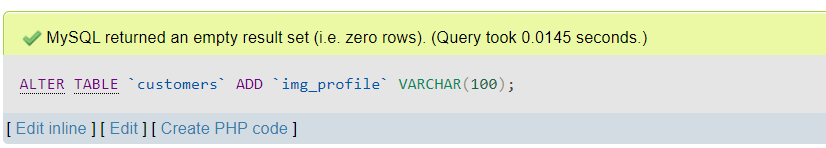 MySQL returned an empty result set (i.e. zero rows). (Query took 0.0145 seconds.)
ALTER TABLE `customers` ADD `img_profile` VARCHAR(100);
[ Edit inline ] [ Edit ] [ Create PHP code ]